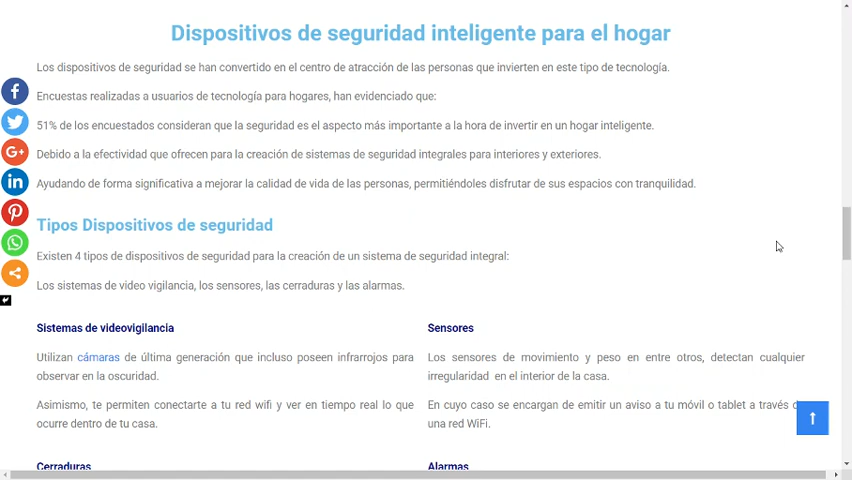 Dispositivos de seguridad inteligente para el hogar
Los dispositivos de seguridad se han convertido en el centro de atracción de las personas que invierten en este tipo de tecnología.
Encuestas realizadas a usuarios de tecnología para hogares, han evidenciado que:
51% de los encuestados consideran que la seguridad es el aspecto más importante a la hora de invertir en un hogar inteligente.
Debido a la efectividad que ofrecen para la creación de sistemas de seguridad integrales para interiores y exteriores.
Ayudando de forma significativa a mejorar la calidad de vida de las personas, permitiéndoles disfrutar de sus espacios con tranquilidad.
Tipos Dispositivos de seguridad
Existen 4 tipos de dispositivos de seguridad para la creación de un sistema de seguridad integral:
Los sistemas de video vigilancia, los sensores, las cerraduras y las alarmas.
Sistemas de videovigilancia
Utilizan cámaras de última generación que incluso poseen infrarrojos para
observar en la oscuridad.
Asimismo, te permiten conectarte a tu red wifi y ver en tiempo real lo que
ocurre dentro de tu casa.
Sensores
Los sensores de movimiento y peso en entre otros, detectan cualquier
irregularidad en el interior de la casa.
En cuyo caso se encargan de emitir un aviso a tu móvil o tablet a través
una red WiFi.
Cerraduras
Alarmas